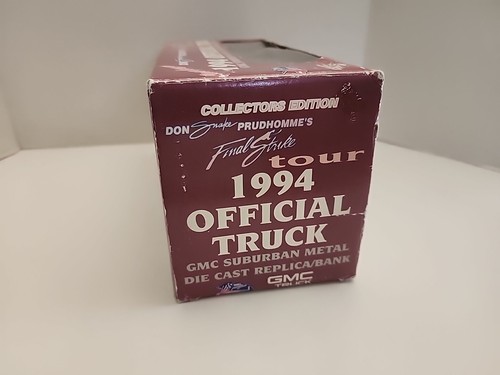 COLLECTORS EDITION
DON Snake PRUDHOMME'S
Final Strike
tour
1994
OFFICIAL
TRUCK
GMC SUBURBAN METAL
DIE CAST REPLICA/BANK
GMC
TRUCK